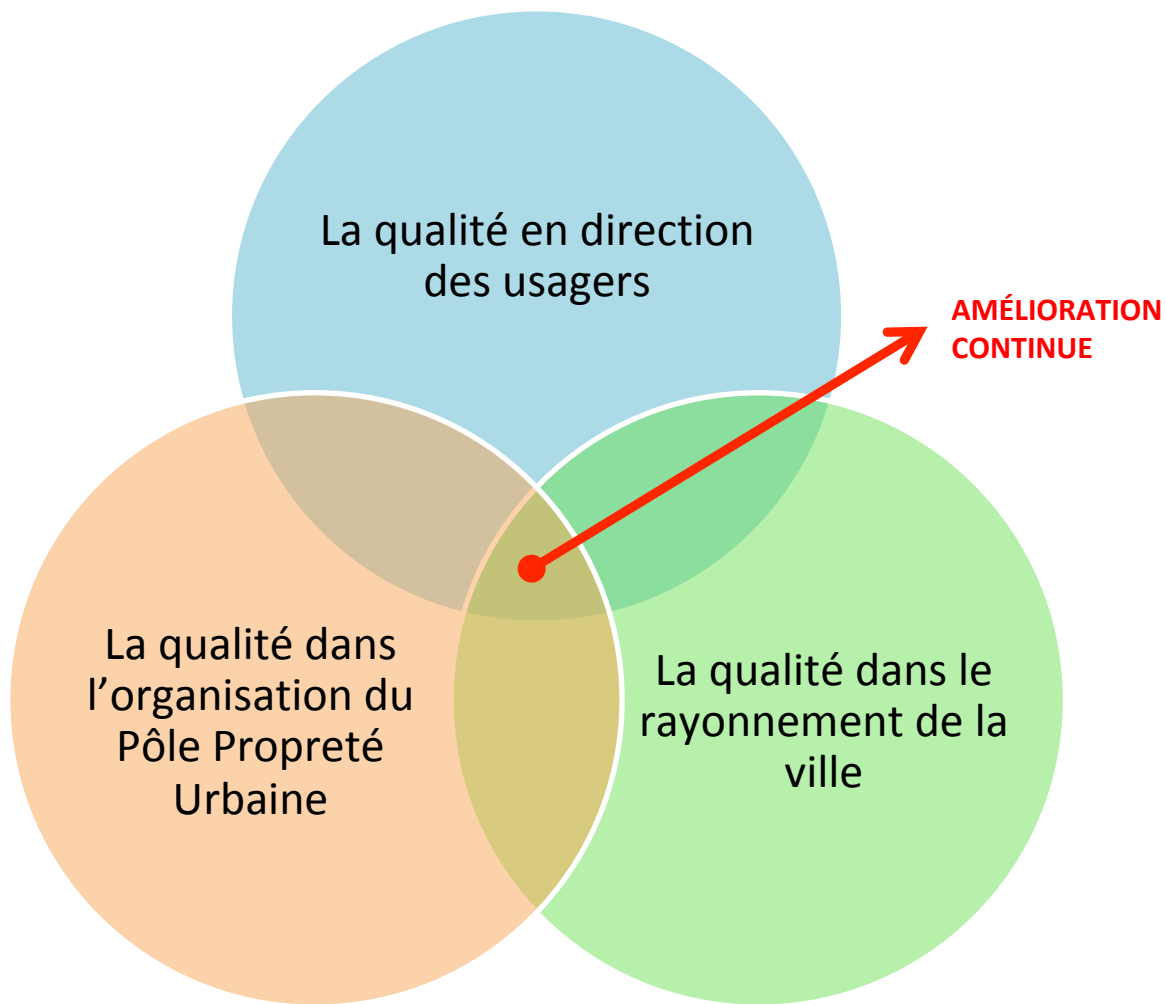 La qualité en direction
des usagers
AMÉLIORATION
CONTINUE
La qualité dans
l’organisation du
Pôle Propreté
Urbaine
La qualité dans le
rayonnement de la
ville